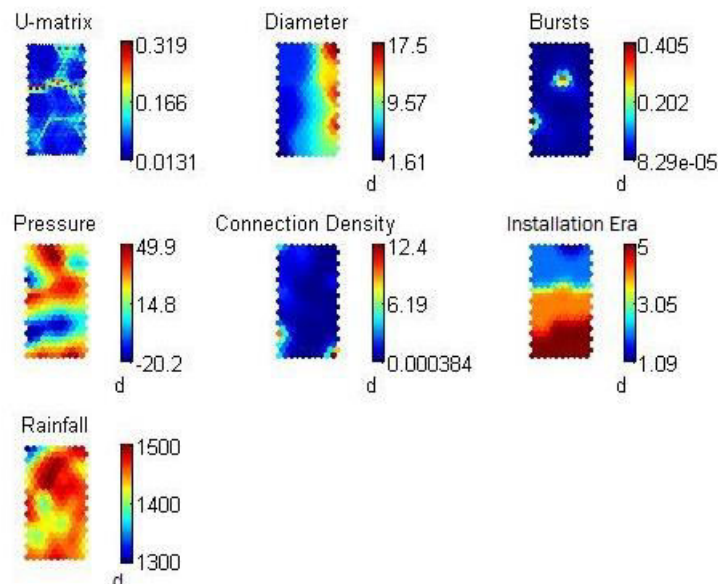 U-matrix
0.319
0.166
0.0131
Diameter
17.5
9.57
1.61
d
Bursts
0.405
0.202
8.29e-05
d
Pressure
49.9
14.8
-20.2
d
Connection Density
12.4
6.19
0.000384
d
Installation Era
5
3.05
1.09
d
Rainfall
1500
1400
1300
d